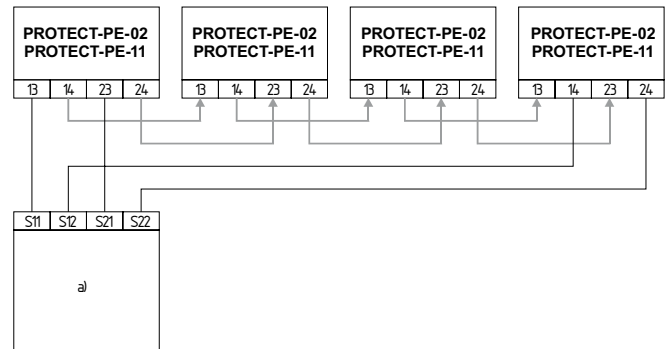 PROTECT-PE-02
PROTECT-PE-11
13 14 23 24
PROTECT-PE-02
PROTECT-PE-11
13 14 23 24
PROTECT-PE-02
PROTECT-PE-11
13 14 23 24
PROTECT-PE-02
PROTECT-PE-11
13 14 23 24
S11 S12 S21 S22
a)